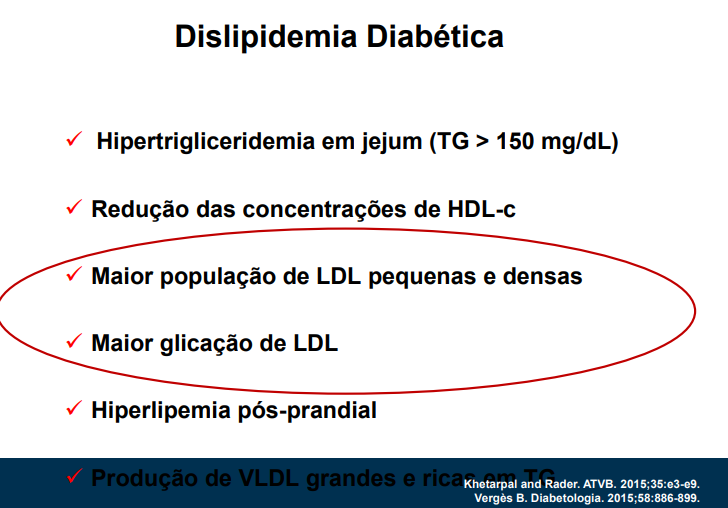 Dislipidemia Diabética
✓ Hipertrigliceridemia em jejum (TG > 150 mg/dL)
✓ Redução das concentrações de HDL-c
✓ Maior população de LDL pequenas e densas
✓ Maior glicação de LDL
✓ Hiperlipemia pós-prandial
✓ Produção de VLDL grandes e ricas em TG
Khetarpal and Rader. ATVB. 2015;35:e3-e9.
Vergès B. Diabetologia. 2015;58:886-899.